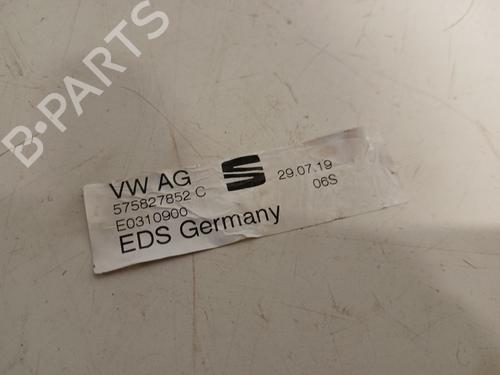 B-PARTS
VW AG
575827852 C
E0310900
EDS Germany
29.07.19
06S